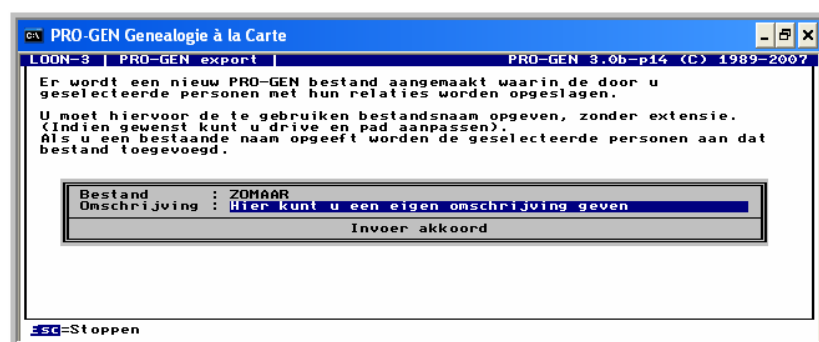 PRO-GEN Genealogie à la Carte
LOON-3 | PRO-GEN export | PRO-GEN 3.0b-p14 (C) 1989-2007
Er wordt een nieuw PRO-GEN bestand aangemaakt waarin de door u
geselecteerde personen met hun relaties worden opgeslagen.
U moet hiervoor de te gebruiken bestandsnaam opgeven, zonder extensie.
(Indien gewenst kunt u drive en pad aanpassen).
Als u een bestaande naam opgeeft worden de geselecteerde personen aan dat
bestand toegevoegd.
Bestand : ZOMAAR
Omschrijving : Hier kunt u een eigen omschrijving geven
Invoer akkoord
ESC=Stoppen